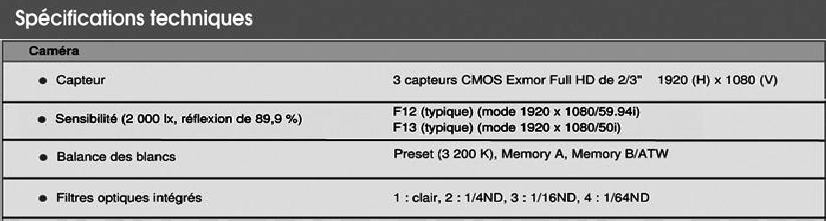 Spécifications techniques
Caméra
• Capteur 3 capteurs CMOS Exmor Full HD de 2/3" 1920 (H) x 1080 (V)
• Sensibilité (2 000 lx, réflexion de 89,9 %) F12 (typique) (mode 1920 x 1080/59.94i)
F13 (typique) (mode 1920 x 1080/50i)
• Balance des blancs Preset (3 200 K), Memory A, Memory B/ATW
• Filtres optiques intégrés 1 : clair, 2 : 1/4ND, 3 : 1/16ND, 4 : 1/64ND